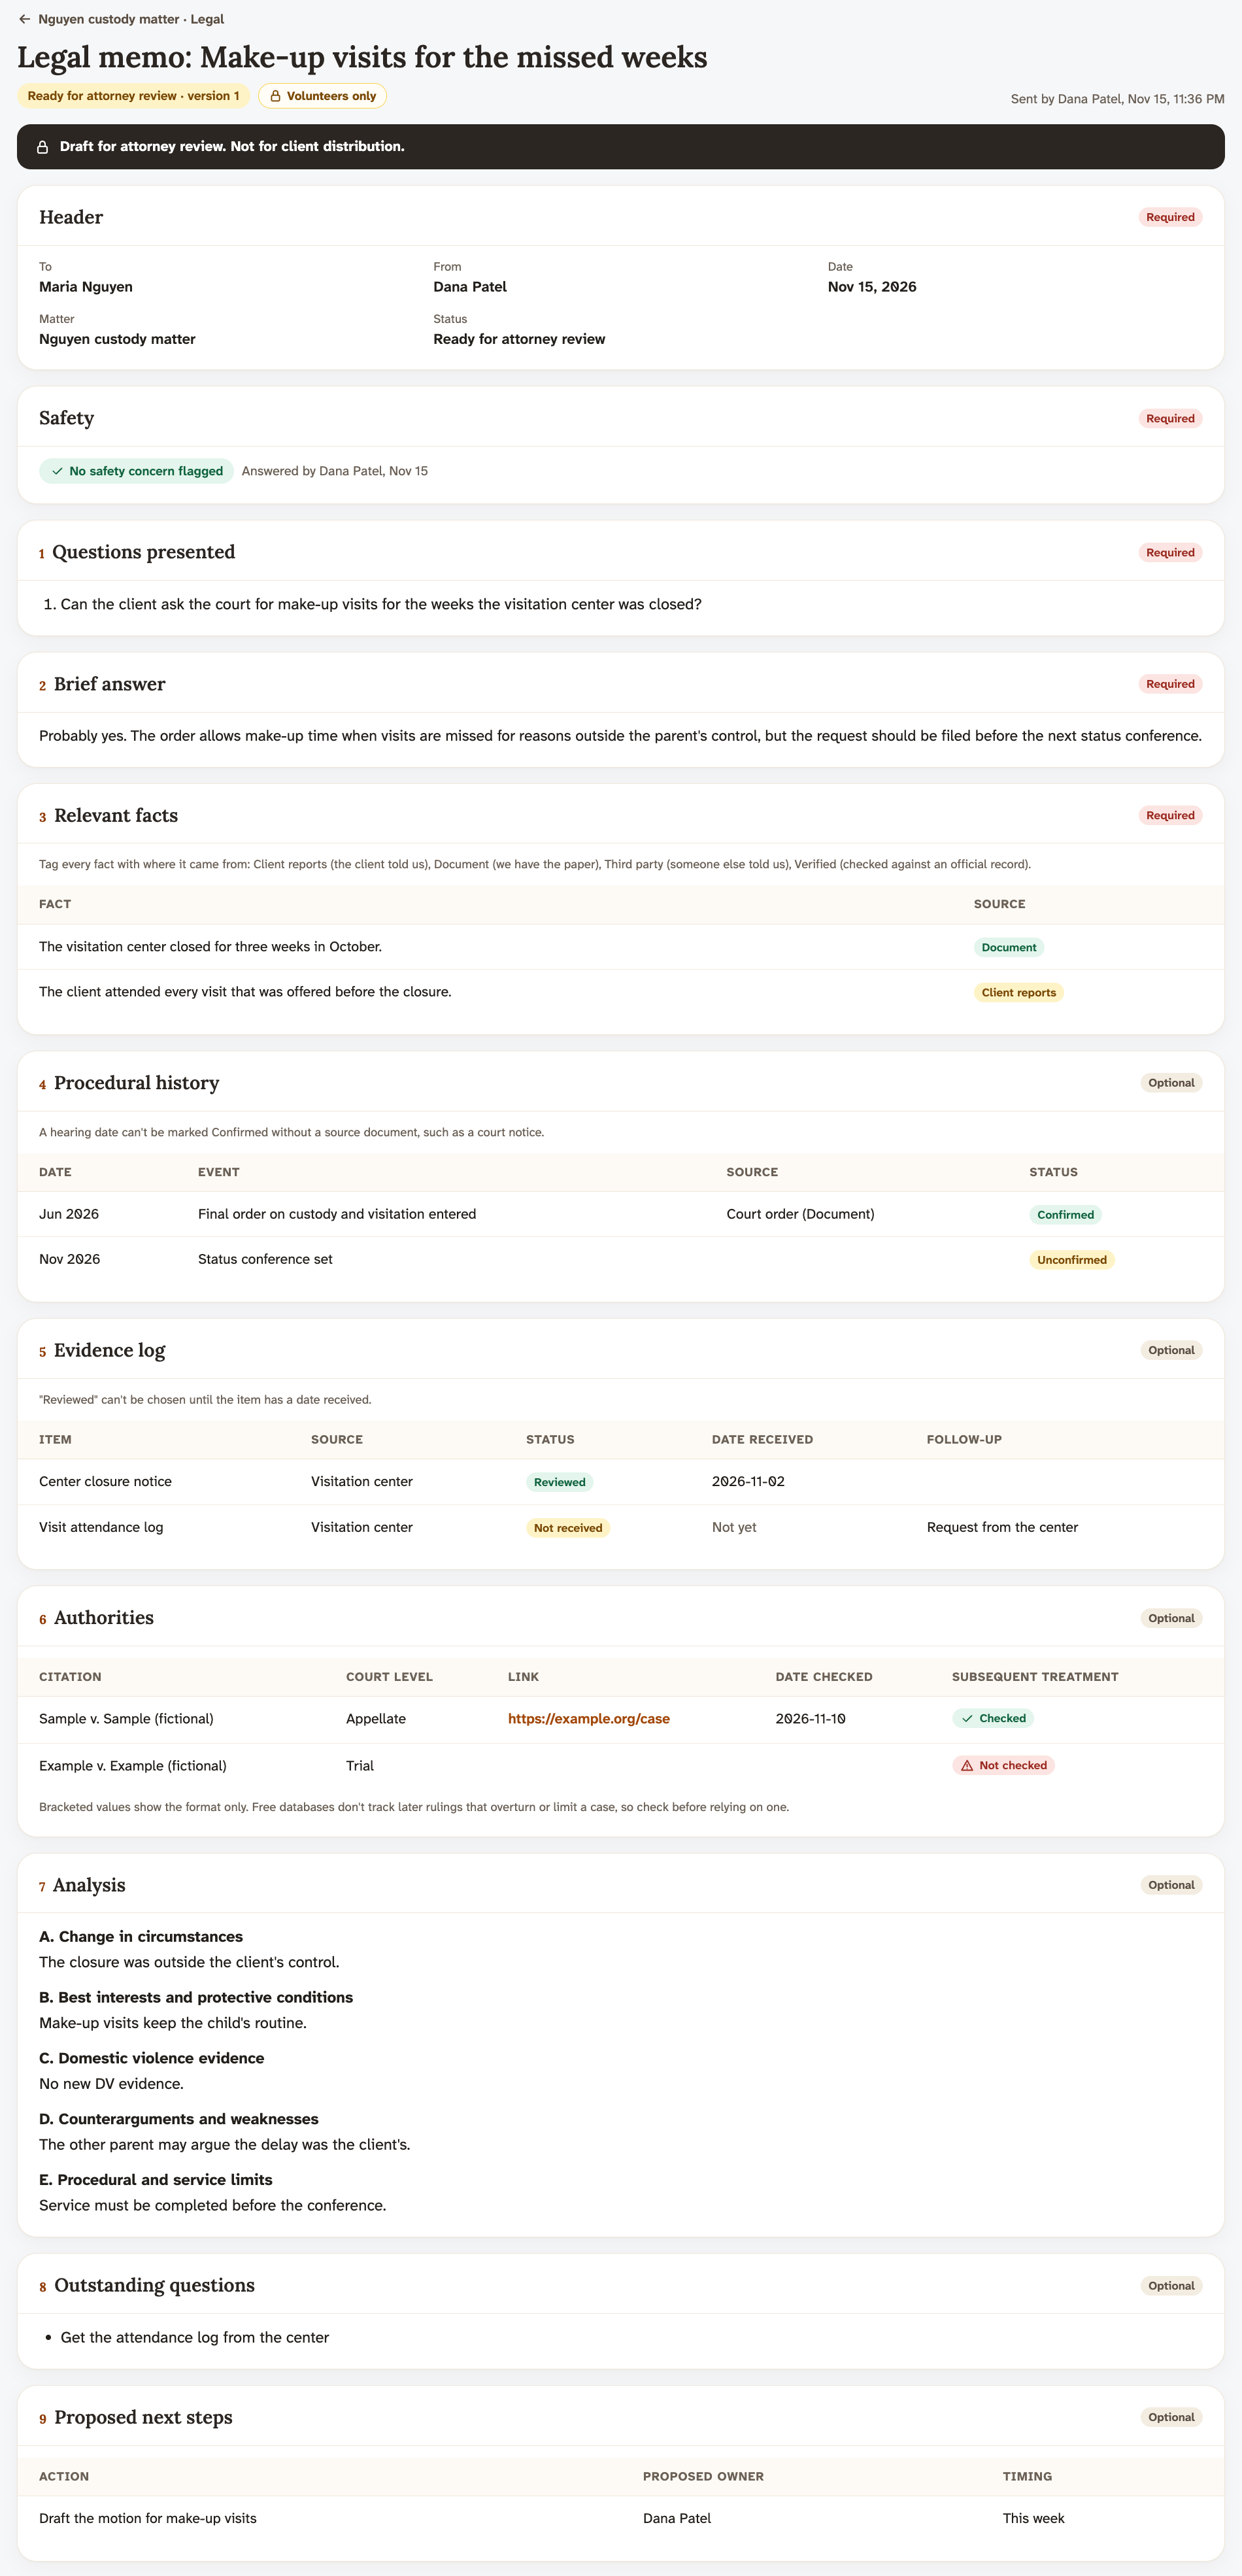 ← Nguyen custody matter · Legal
Legal memo: Make-up visits for the missed weeks
Ready for attorney review · version 1
Volunteers only
Sent by Dana Patel, Nov 15, 11:36 PM
Draft for attorney review. Not for client distribution.
Header
Required
To
From
Date
Maria Nguyen
Dana Patel
Nov 15, 2026
Matter
Status
Nguyen custody matter
Ready for attorney review
Safety
Required
✓ No safety concern flagged
Answered by Dana Patel, Nov 15
1 Questions presented
Required
1. Can the client ask the court for make-up visits for the weeks the visitation center was closed?
2 Brief answer
Required
Probably yes. The order allows make-up time when visits are missed for reasons outside the parent's control, but the request should be filed before the next status conference.
3 Relevant facts
Required
Tag every fact with where it came from: Client reports (the client told us), Document (we have the paper), Third party (someone else told us), Verified (checked against an official record).
FACT SOURCE
The visitation center closed for three weeks in October. Document
The client attended every visit that was offered before the closure. Client reports
4 Procedural history
Optional
A hearing date can't be marked Confirmed without a source document, such as a court notice.
DATE EVENT SOURCE STATUS
Jun 2026 Final order on custody and visitation entered Court order (Document) Confirmed
Nov 2026 Status conference set Unconfirmed
5 Evidence log
Optional
"Reviewed" can't be chosen until the item has a date received.
ITEM SOURCE STATUS DATE RECEIVED FOLLOW-UP
Center closure notice Visitation center Reviewed 2026-11-02
Visit attendance log Visitation center Not received Not yet Request from the center
6 Authorities
Optional
CITATION COURT LEVEL LINK DATE CHECKED SUBSEQUENT TREATMENT
Sample v. Sample (fictional) Appellate https://example.org/case 2026-11-10 ✓ Checked
Example v. Example (fictional) Trial Not checked
Bracketed values show the format only. Free databases don't track later rulings that overturn or limit a case, so check before relying on one.
7 Analysis
Optional
A. Change in circumstances
The closure was outside the client's control.
B. Best interests and protective conditions
Make-up visits keep the child's routine.
C. Domestic violence evidence
No new DV evidence.
D. Counterarguments and weaknesses
The other parent may argue the delay was the client's.
E. Procedural and service limits
Service must be completed before the conference.
8 Outstanding questions
Optional
• Get the attendance log from the center
9 Proposed next steps
Optional
ACTION PROPOSED OWNER TIMING
Draft the motion for make-up visits Dana Patel This week